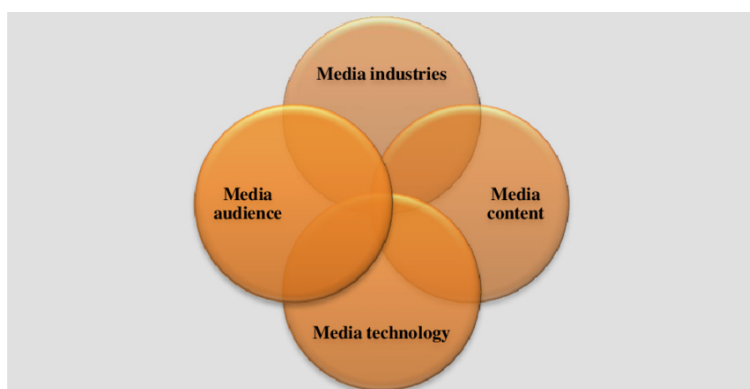 Media industries
Media
audience
Media
content
Media technology